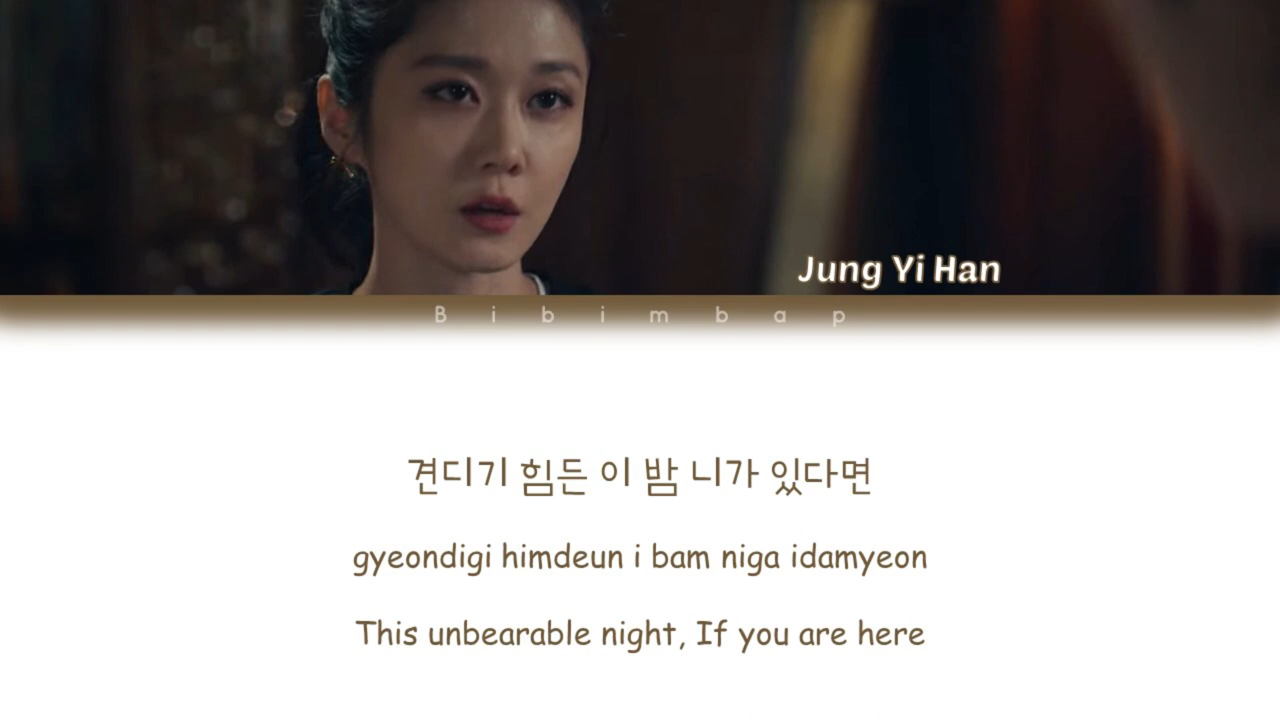 Jung Yi Han
Bibimbap
견디기 힘든 이 밤 니가 있다면
gyeondigi himdeun i bam niga idamyeon
This unbearable night, If you are here